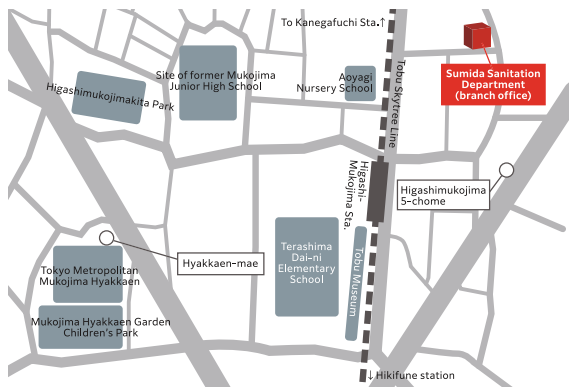 To Kanegafuchi Sta.↑
Tobu Skytree Line
Sumida Sanitation
Department
(branch office)
Site of former Mukojima
Junior High School
Aoyagi
Nursery School
Higashimukojimakita Park
Higashi-
Mukojima Sta.
Higashimukojima
5-chome
Hyakkaen-mae
Terashima
Dai-ni
Elementary
School
Tobu Museum
Tokyo Metropolitan
Mukojima Hyakkaen
Mukojima Hyakkaen Garden
Children's Park
↓Hikifune station